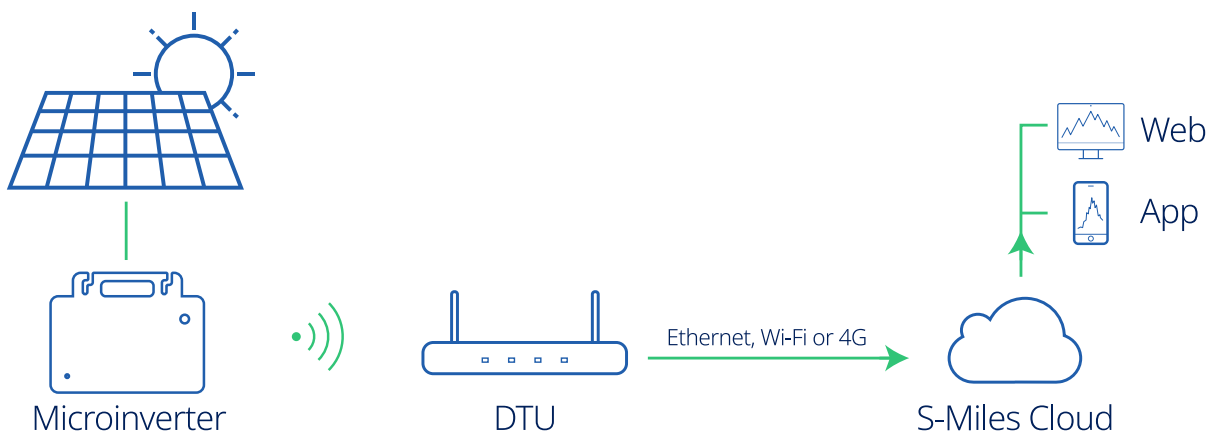 Web
App
Ethernet, Wi-Fi or 4G
Microinverter
DTU
S-Miles Cloud